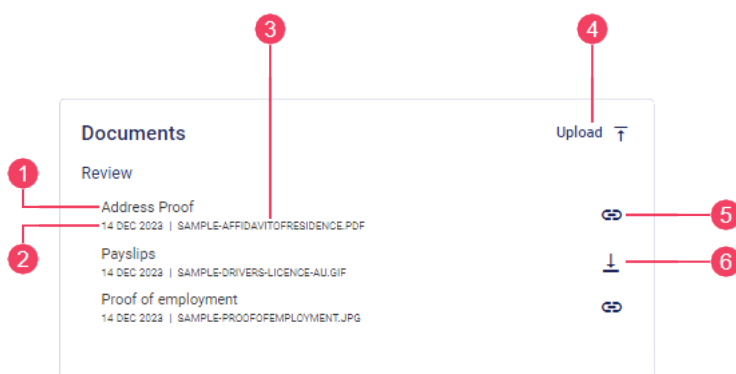 3
4
Documents
Upload
1
Review
Address Proof
14 DEC 2023 | SAMPLE-AFFIDAVITOFRESIDENCE.PDF
5
2
Payslips
14 DEC 2023 | SAMPLE-DRIVERS-LICENCE-AU.GIF
6
Proof of employment
14 DEC 2023 | SAMPLE-PROOFOFEMPLOYMENT.JPG